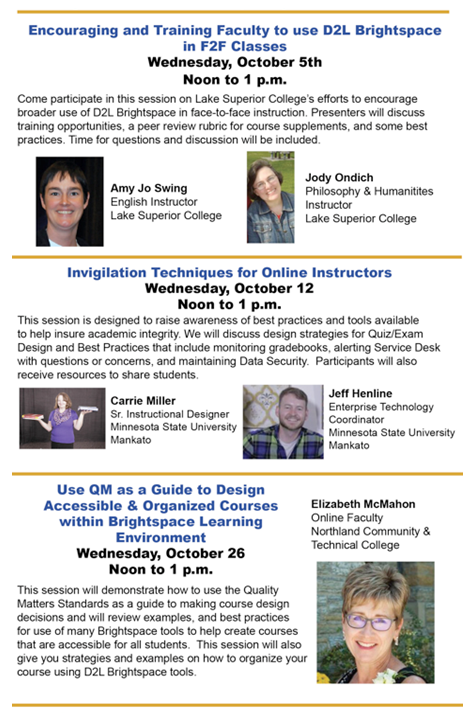 Encouraging and Training Faculty to use D2L Brightspace
in F2F Classes
Wednesday, October 5th
Noon to 1 p.m.
Come participate in this session on Lake Superior College's efforts to encourage
broader use of D2L Brightspace in face-to-face instruction. Presenters will discuss
training opportunities, a peer review rubric for course supplements, and some best
practices. Time for questions and discussion will be included.
Amy Jo Swing
English Instructor
Lake Superior College
Jody Ondich
Philosophy & Humanitites
Instructor
Lake Superior College
Invigilation Techniques for Online Instructors
Wednesday, October 12
Noon to 1 p.m.
This session is designed to raise awareness of best practices and tools available
to help insure academic integrity. We will discuss design strategies for Quiz/Exam
Design and Best Practices that include monitoring gradebooks, alerting Service Desk
with questions or concerns, and maintaining Data Security.  Participants will also
receive resources to share students.
Carrie Miller
Sr. Instructional Designer
Minnesota State University
Mankato
Jeff Henline
Enterprise Technology
Coordinator
Minnesota State University
Mankato
Use QM as a Guide to Design
Accessible & Organized Courses
within Brightspace Learning
Environment
Wednesday, October 26
Noon to 1 p.m.
This session will demonstrate how to use the Quality
Matters Standards as a guide to making course design
decisions and will review examples, and best practices
for use of many Brightspace tools to help create courses
that are accessible for all students.  This session will also
give you strategies and examples on how to organize your
course using D2L Brightspace tools.
Elizabeth McMahon
Online Faculty
Northland Community &
Technical College